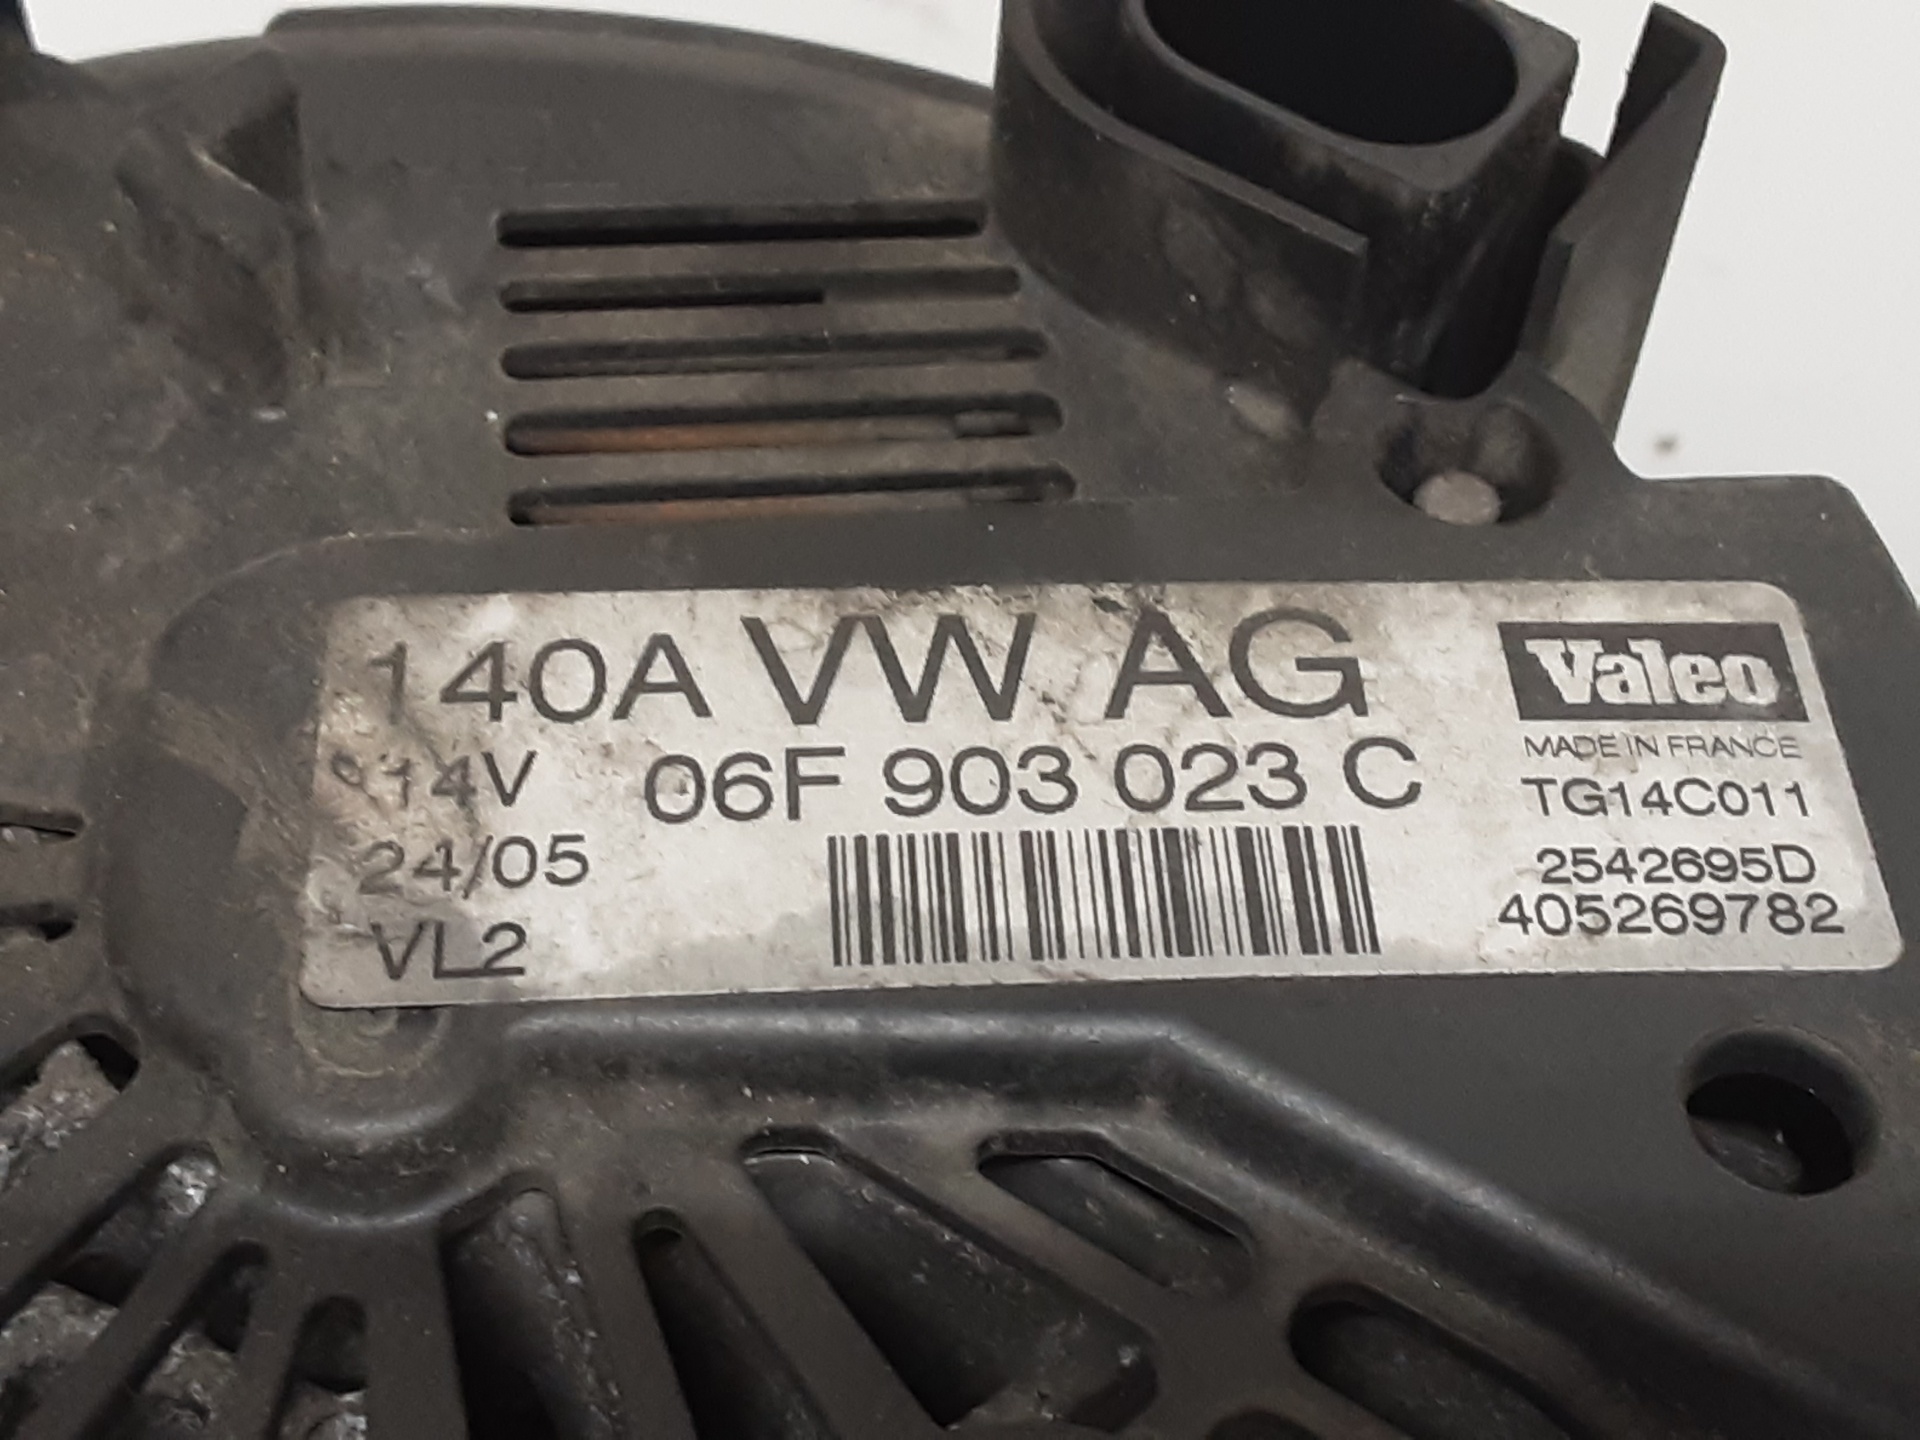 140A VW AG
14V 06F 903 023 C
24/05
VL2
Valeo
MADE IN FRANCE
TG14C011
2542695D
405269782